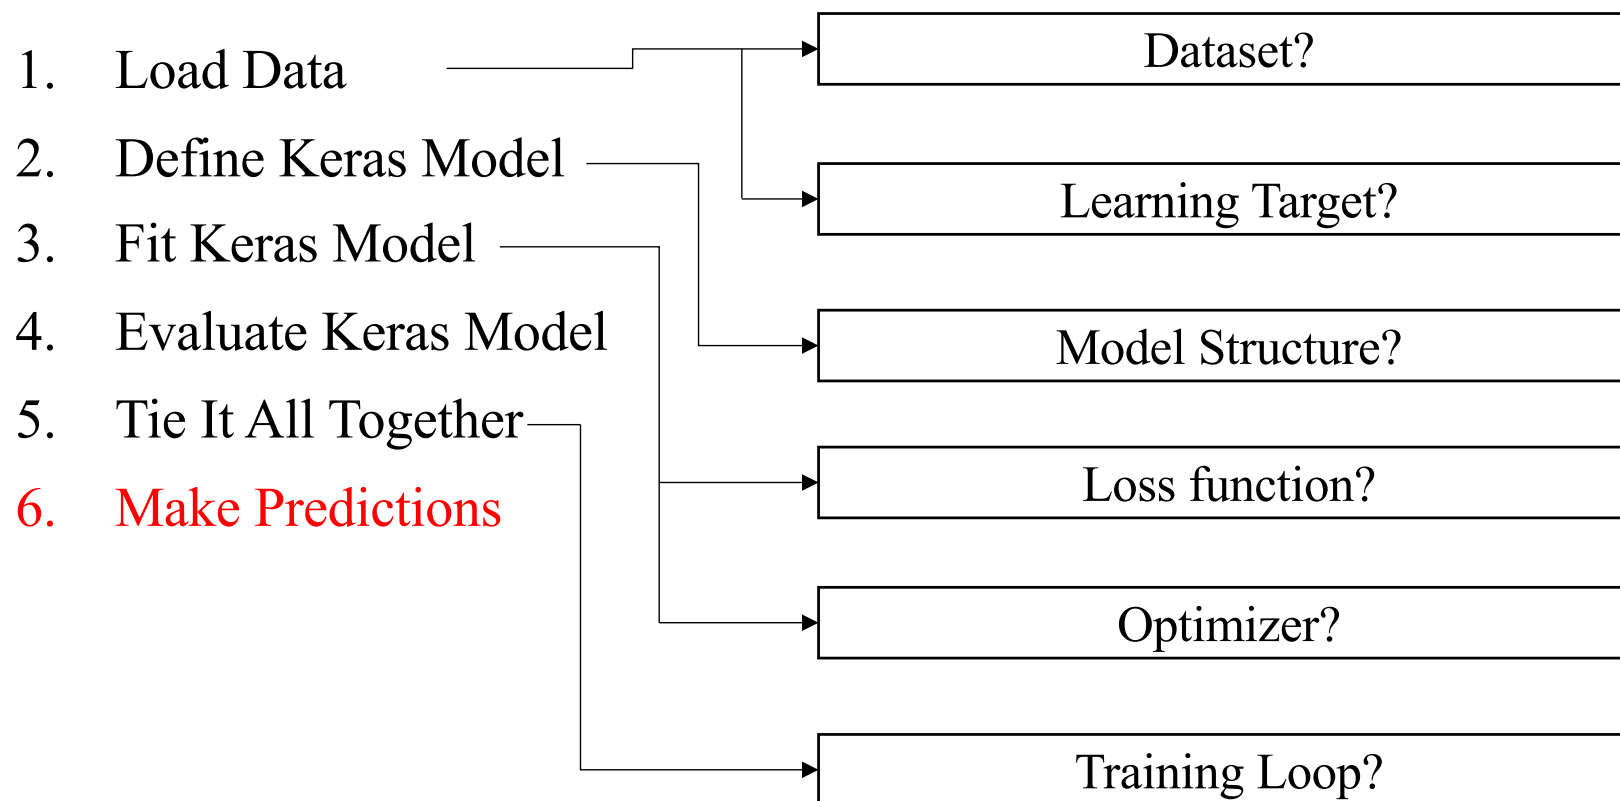 1. Load Data
2. Define Keras Model
3. Fit Keras Model
4. Evaluate Keras Model
5. Tie It All Together
6. Make Predictions
Dataset?
Learning Target?
Model Structure?
Loss function?
Optimizer?
Training Loop?